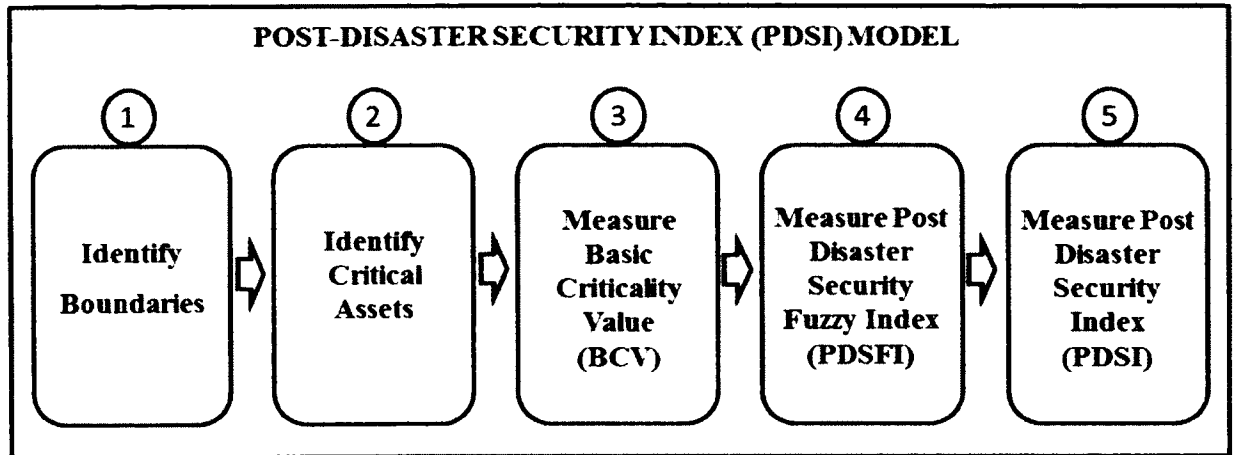 POST-DISASTER SECURITY INDEX (PDSI) MODEL
1
Identify
Boundaries
2
Identify
Critical
Assets
3
Measure
Basic
Criticality
Value
(BCV)
4
Measure Post
Disaster
Security
Fuzzy Index
(PDSFI)
5
Measure Post
Disaster
Security
Index
(PDSI)